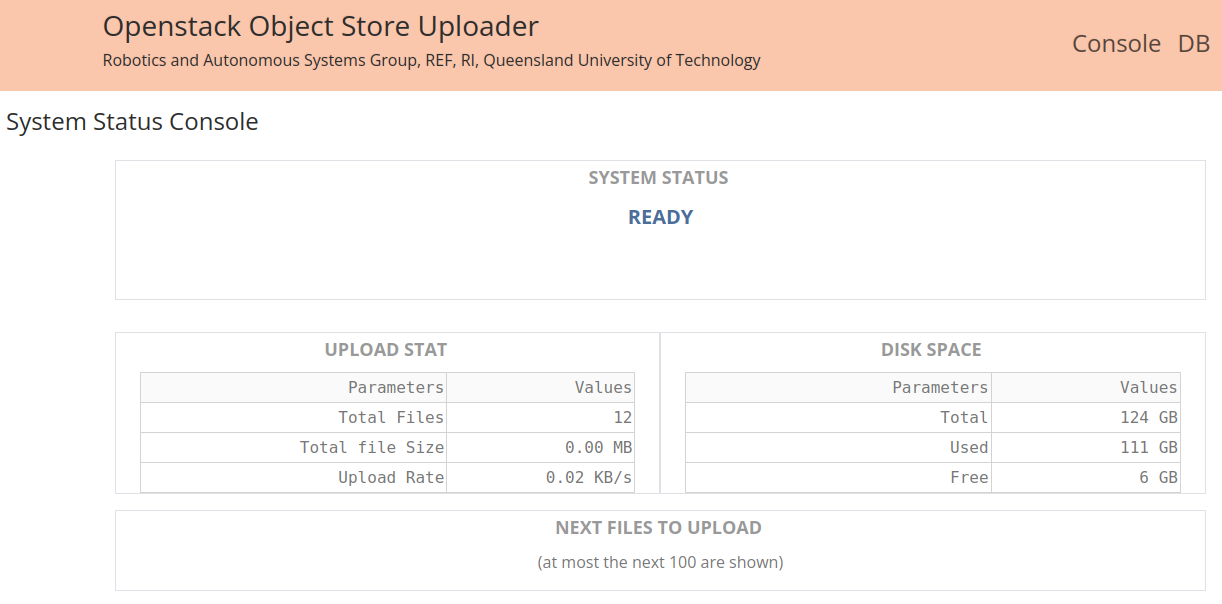 Openstack Object Store Uploader
Robotics and Autonomous Systems Group, REF, RI, Queensland University of Technology
Console DB
System Status Console
SYSTEM STATUS
READY
UPLOAD STAT
Parameters Values
Total Files 12
Total file Size 0.00 MB
Upload Rate 0.02 KB/s
DISK SPACE
Parameters Values
Total 124 GB
Used 111 GB
Free 6 GB
NEXT FILES TO UPLOAD
(at most the next 100 are shown)